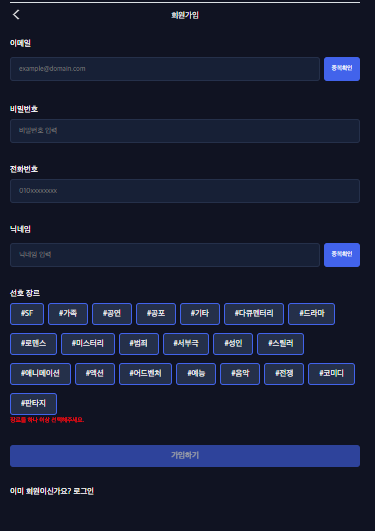 회원가입
이메일
example@domain.com 중복확인
비밀번호
비밀번호 입력
전화번호
010xxxxxxxx
닉네임
닉네임 입력 중복확인
선호 장르
#SF #가족 #공연 #공포 #기타 #다큐멘터리 #드라마
#로맨스 #미스터리 #범죄 #서부극 #성인 #스릴러
#애니메이션 #액션 #어드벤처 #예능 #음악 #전쟁 #코미디
#판타지
장르를 하나 이상 선택해주세요.
가입하기
이미 회원이신가요? 로그인